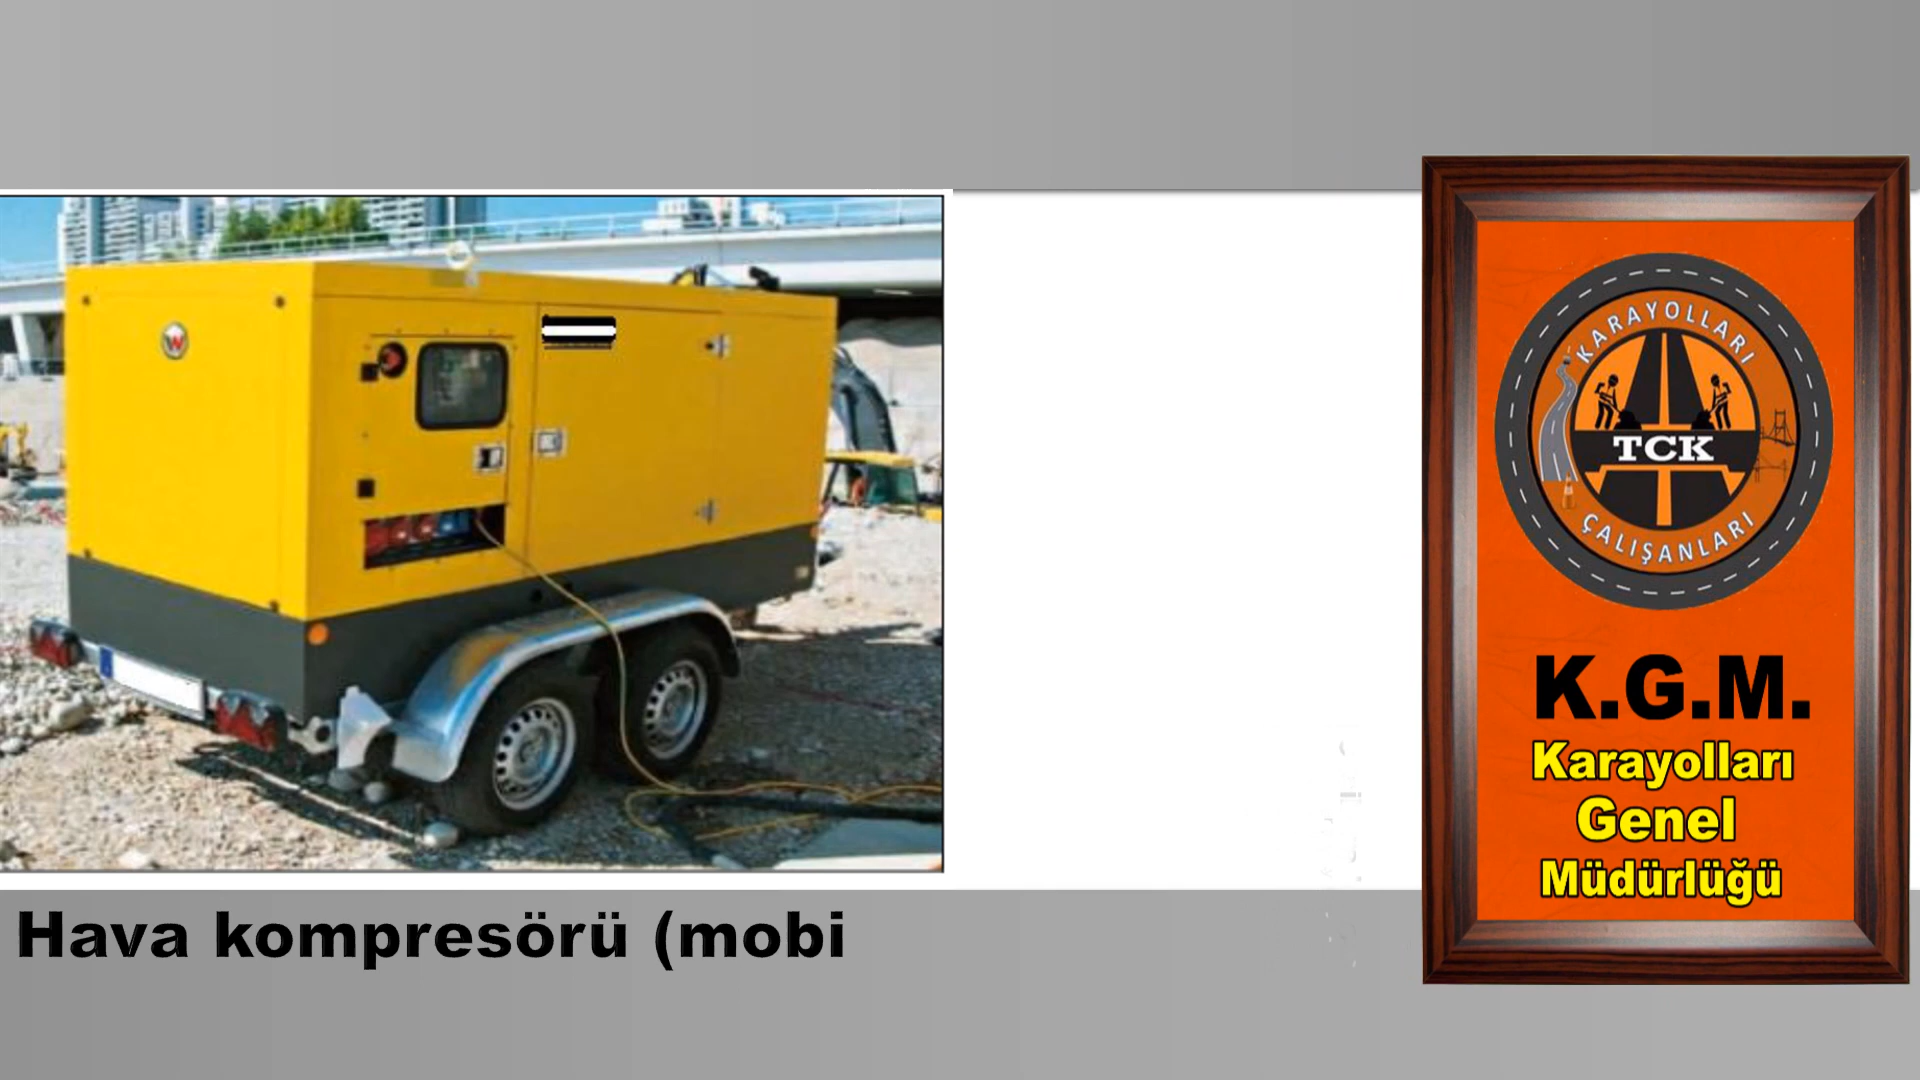 W
Hava kompresörü (mobi
KARAYOLLARI
TCK
ÇALIŞANLARI
K.G.M.
Karayolları
Genel
Müdürlüğü